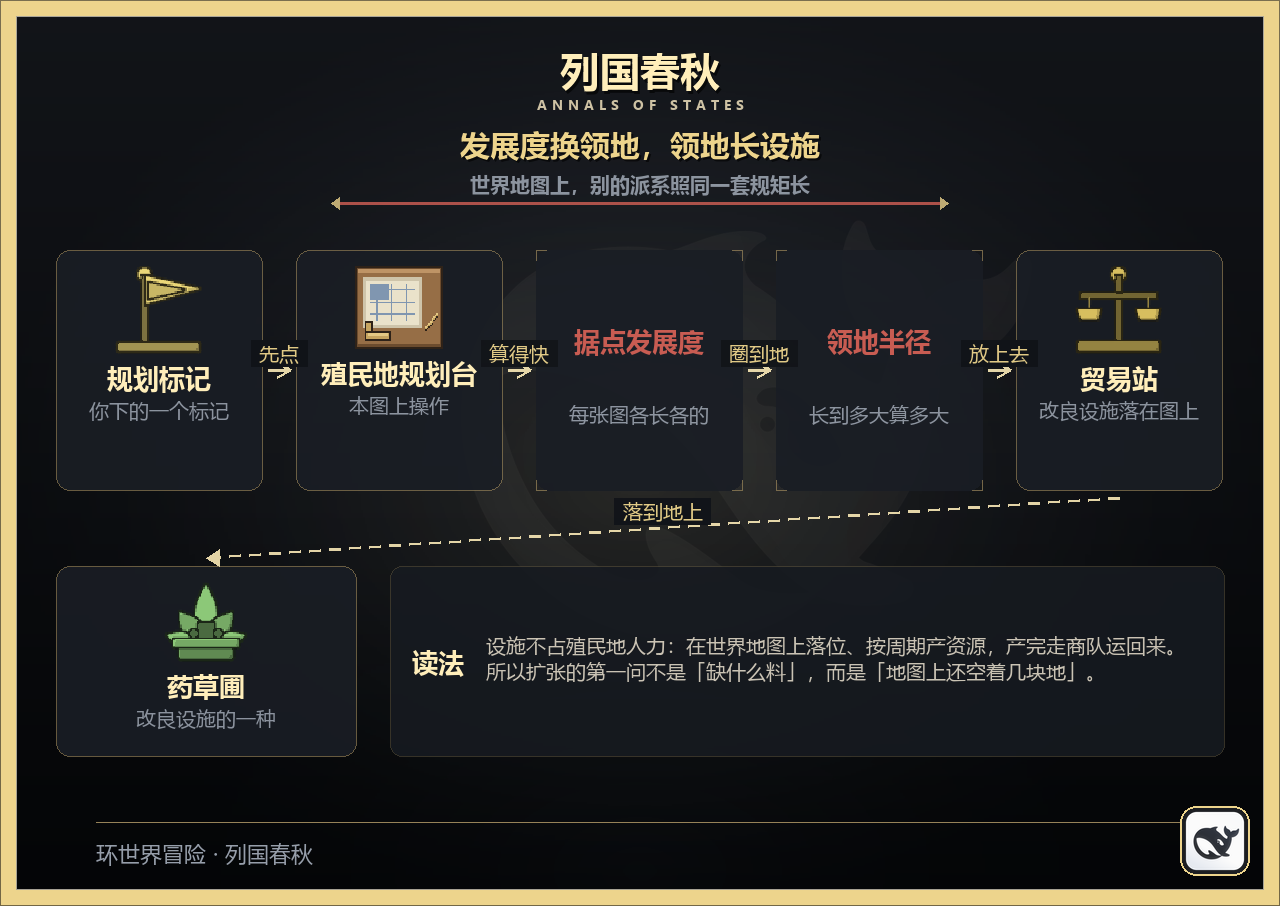 列国春秋
ANNALS OF STATES
发展度换领地，领地长设施
世界地图上，别的派系照同一套规矩长
规划标记
你下的一个标记
先点
殖民地规划台
本图上操作
算得快
据点发展度
每张图各长各的
圈到地
领地半径
长到多大算多大
放上去
贸易站
改良设施落在图上
落到地上
药草圃
改良设施的一种
读法
设施不占殖民地人力：在世界地图上落位、按周期产资源，产完走商队运回来。
所以扩张的第一问不是「缺什么料」，而是「地图上还空着几块地」。
环世界冒险 · 列国春秋